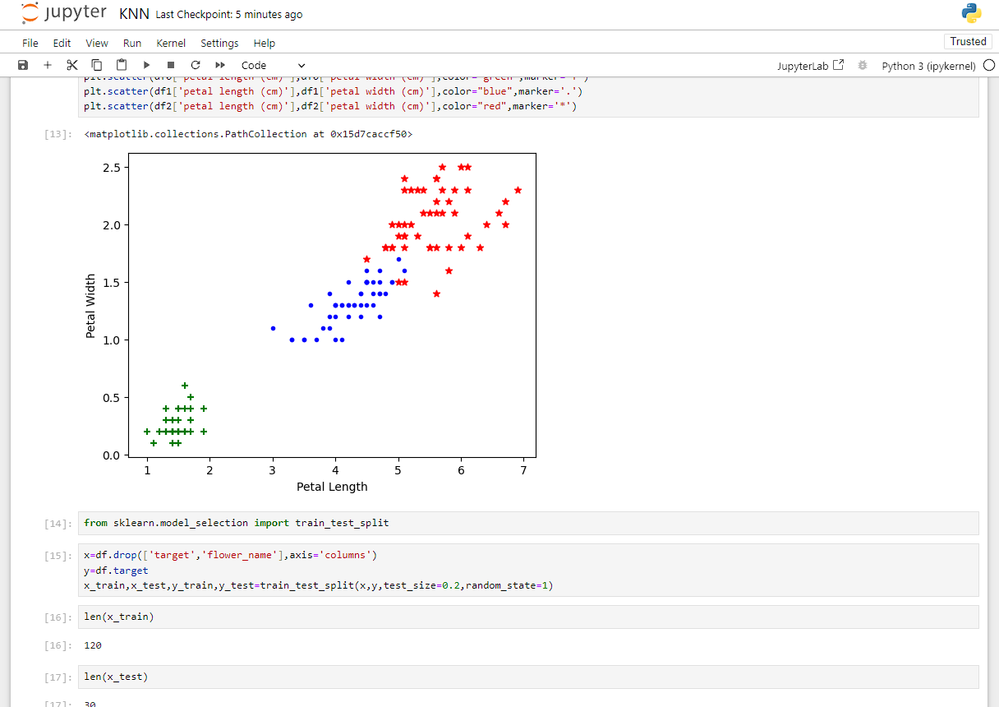 jupyter KNN Last Checkpoint: 5 minutes ago
File Edit View Run Kernel Settings Help Trusted
Code JupyterLab Python 3 (ipykernel)
plt.scatter(df0['petal length (cm)'],df0['petal width (cm)'],color="green",marker='+')
plt.scatter(df1['petal length (cm)'],df1['petal width (cm)'],color="blue",marker='.')
plt.scatter(df2['petal length (cm)'],df2['petal width (cm)'],color="red",marker='*')
[13]: <matplotlib.collections.PathCollection at 0x15d7caccf50>
2.5
2.0
1.5
1.0
0.5
0.0
Petal Width
1 2 3 4 5 6 7
Petal Length
[14]: from sklearn.model_selection import train_test_split
[15]: x=df.drop(['target','flower_name'],axis='columns')
y=df.target
x_train,x_test,y_train,y_test=train_test_split(x,y,test_size=0.2,random_state=1)
[16]: len(x_train)
[16]: 120
[17]: len(x_test)
[17]: 30